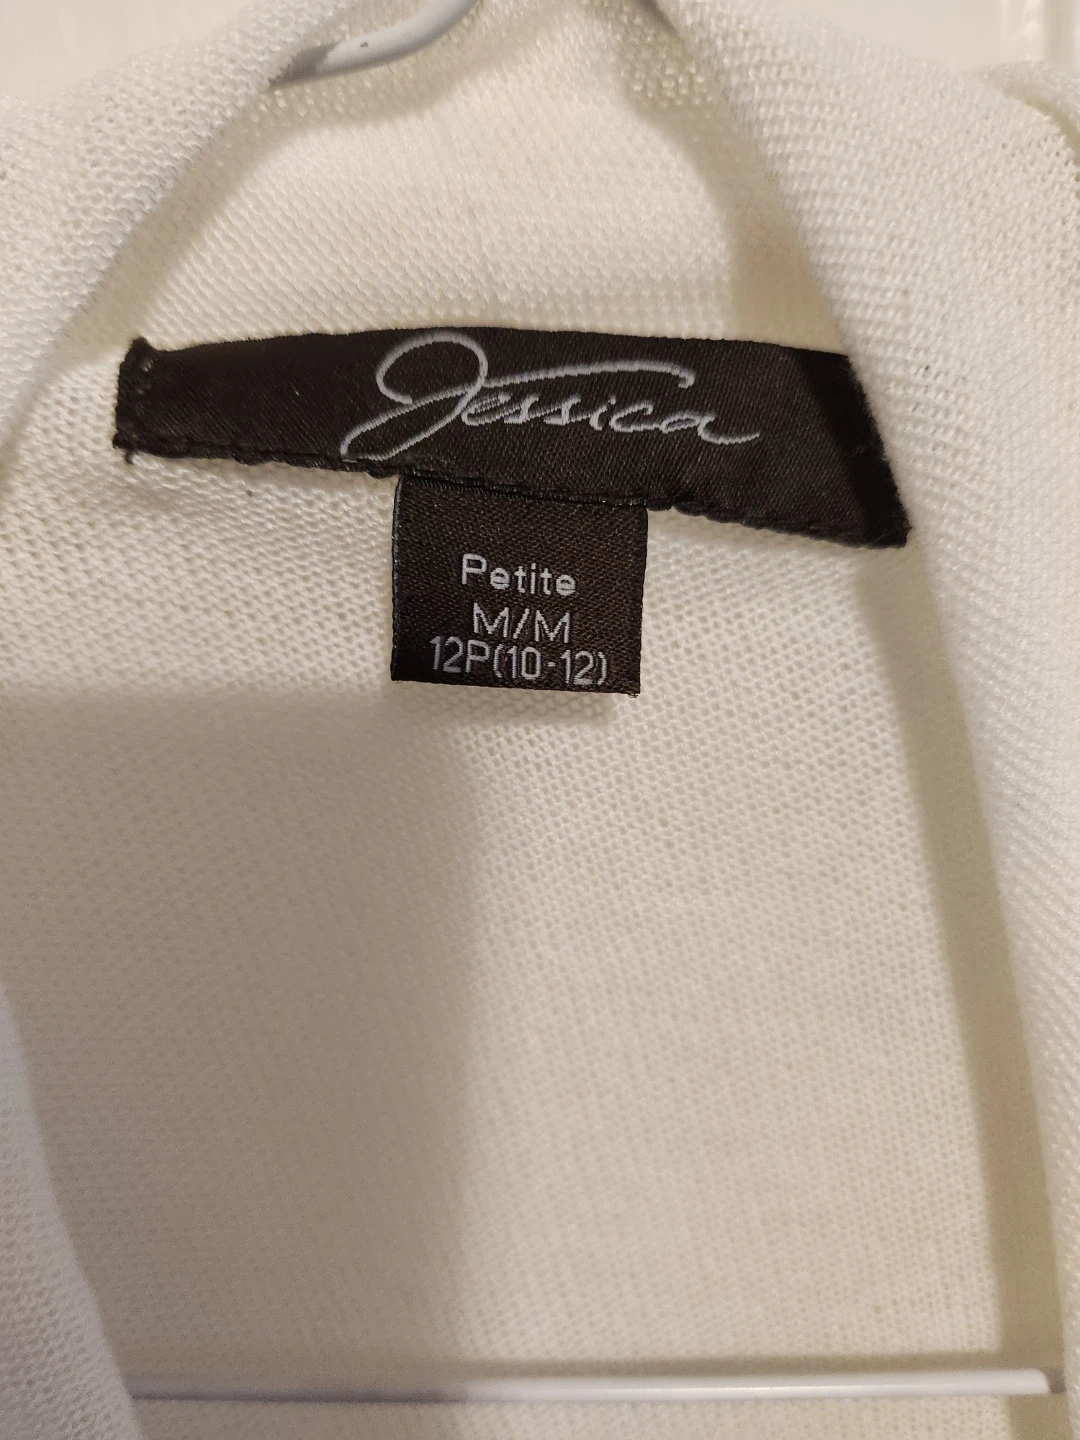 Jessica
Petite
M/M
12P(10-12)